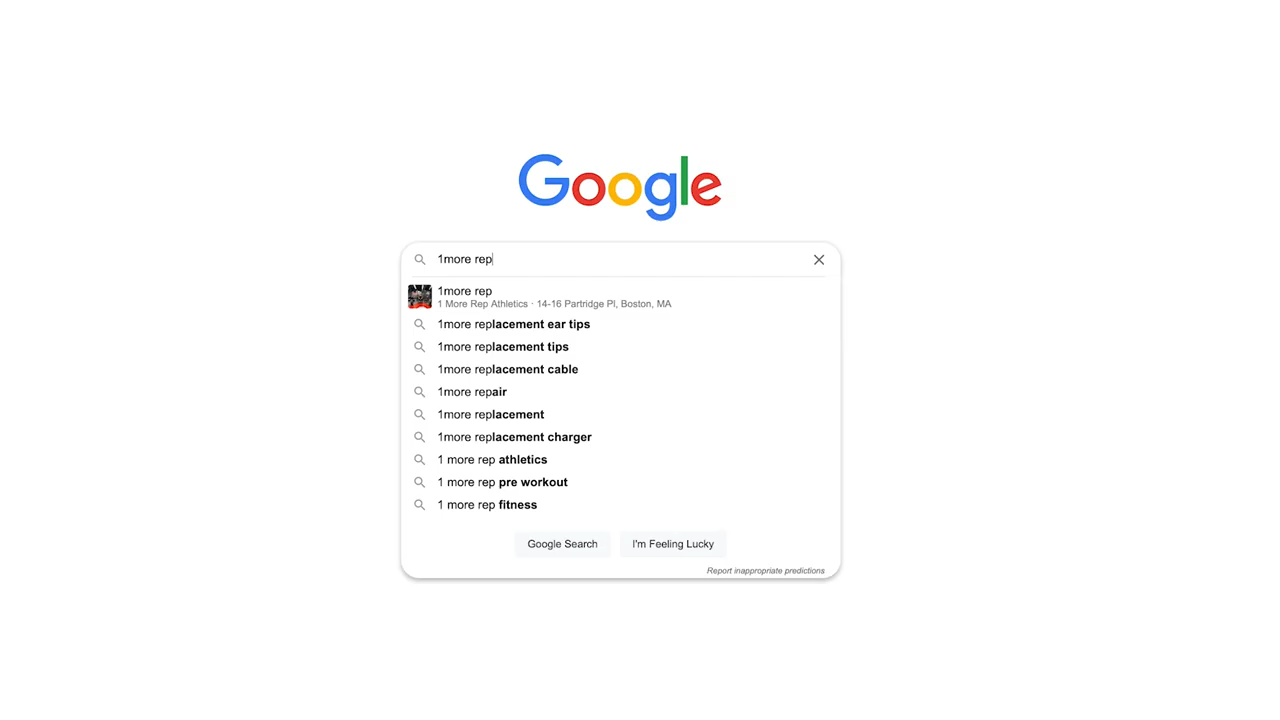 Google
1more rep
1more rep
1 More Rep Athletics · 14-16 Partridge Pl, Boston, MA
1more replacement ear tips
1more replacement tips
1more replacement cable
1more repair
1more replacement
1more replacement charger
1 more rep athletics
1 more rep pre workout
1 more rep fitness
Google Search I'm Feeling Lucky
Report inappropriate predictions